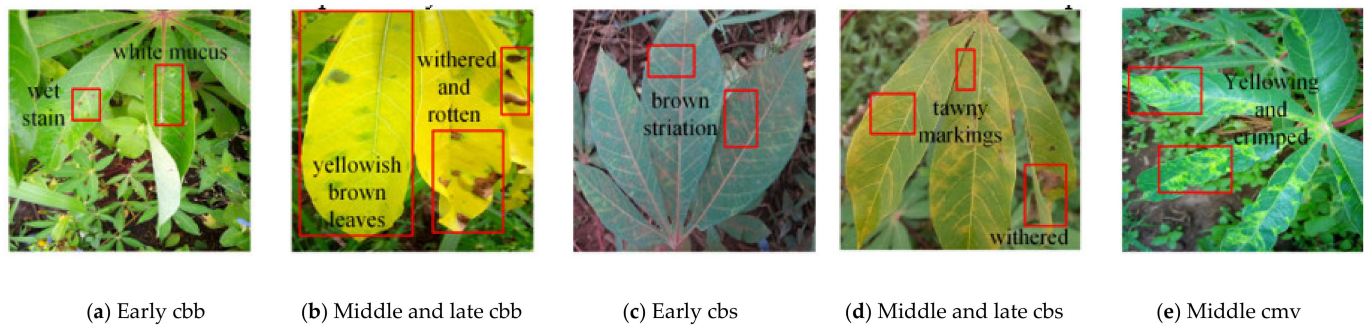 white mucus
wet
stain
withered
and
rotten
yellowish
brown
leaves
brown
striation
tawny
markings
withered
Yellowing
and
crimped
(a) Early cbb
(b) Middle and late cbb
(c) Early cbs
(d) Middle and late cbs
(e) Middle cmv